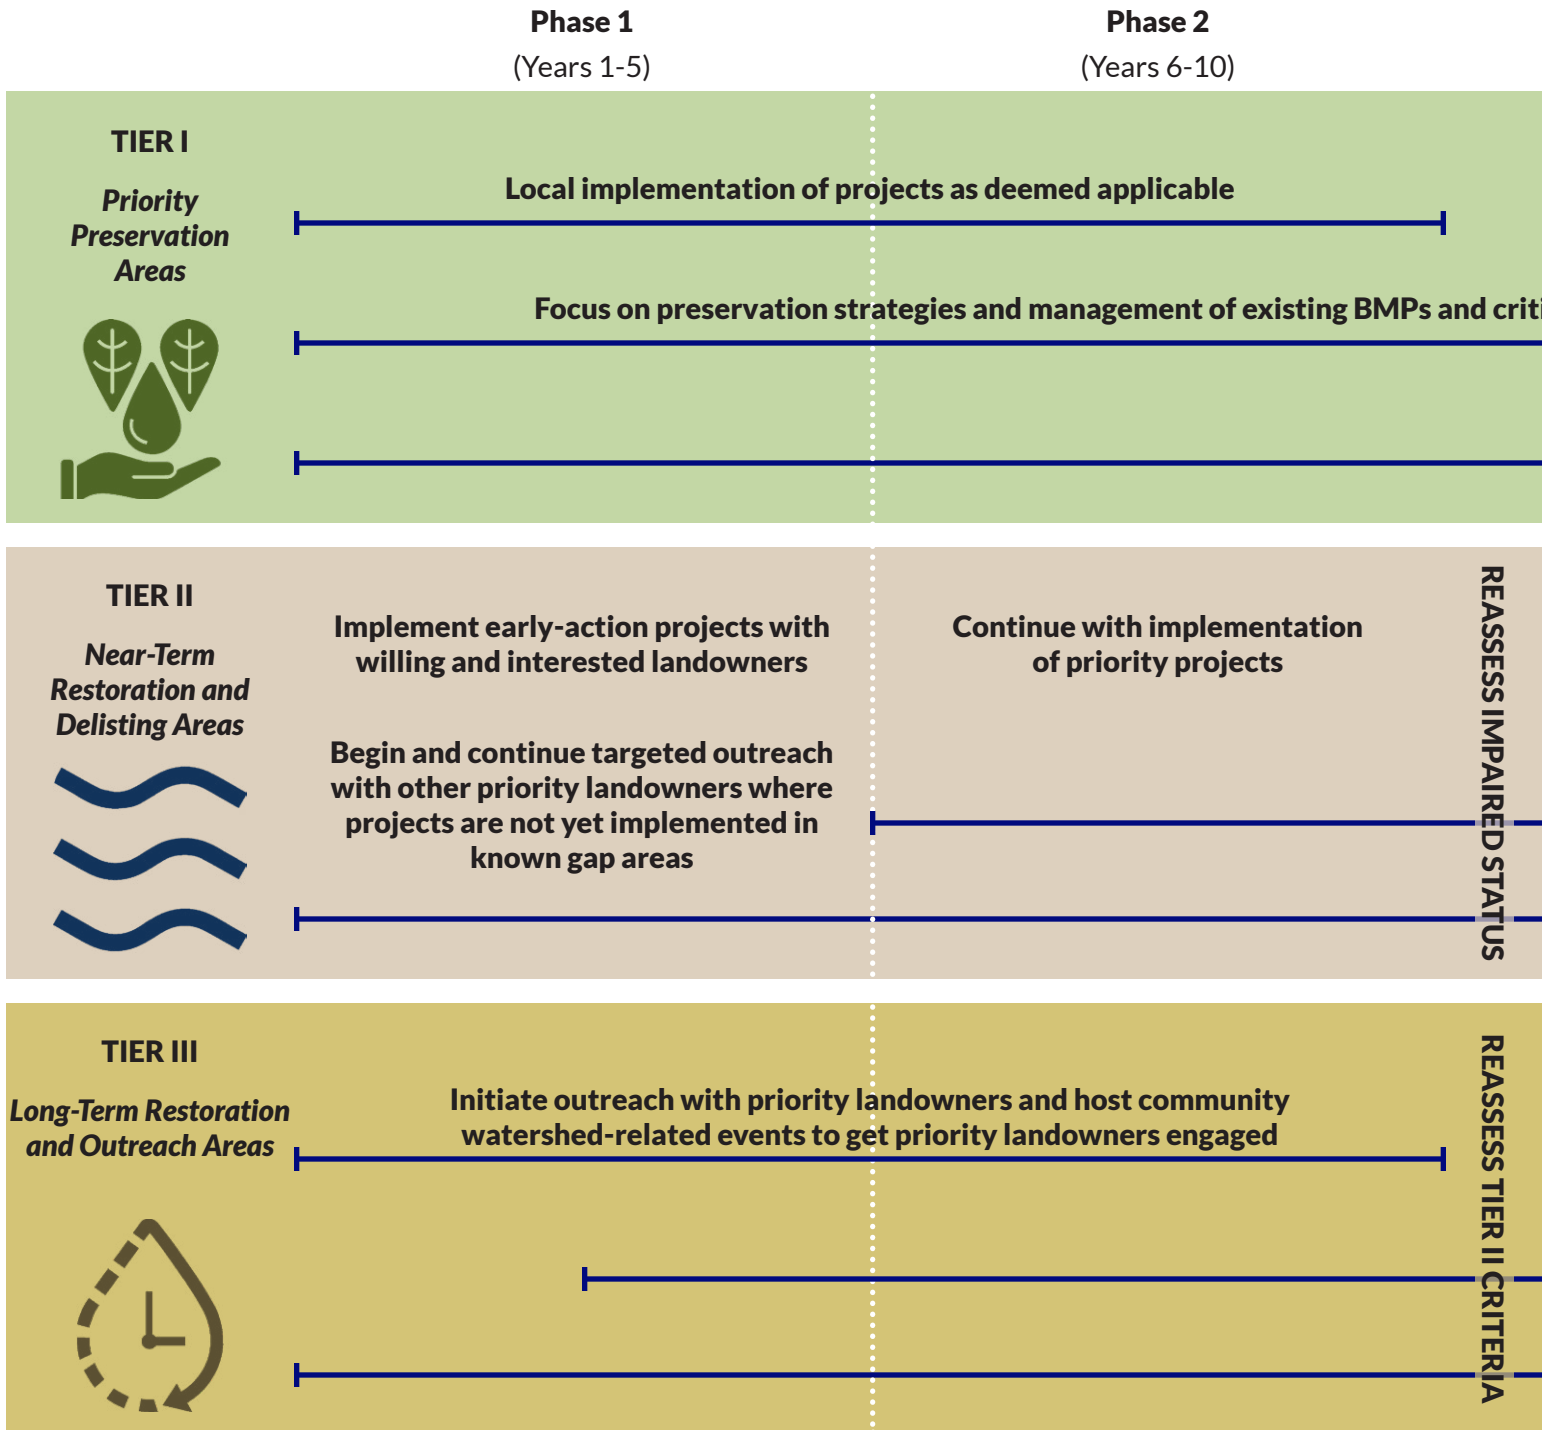 Phase 1
(Years 1-5)
Phase 2
(Years 6-10)
TIER I
Priority
Preservation
Areas
Local implementation of projects as deemed applicable
Focus on preservation strategies and management of existing BMPs and criti
TIER II
Near-Term
Restoration and
Delisting Areas
Implement early-action projects with
willing and interested landowners
Begin and continue targeted outreach
with other priority landowners where
projects are not yet implemented in
known gap areas
Continue with implementation
of priority projects
REASSESS IMPAIRED STATUS
TIER III
Long-Term Restoration
and Outreach Areas
Initiate outreach with priority landowners and host community
watershed-related events to get priority landowners engaged
REASSESS TIER II CRITERIA